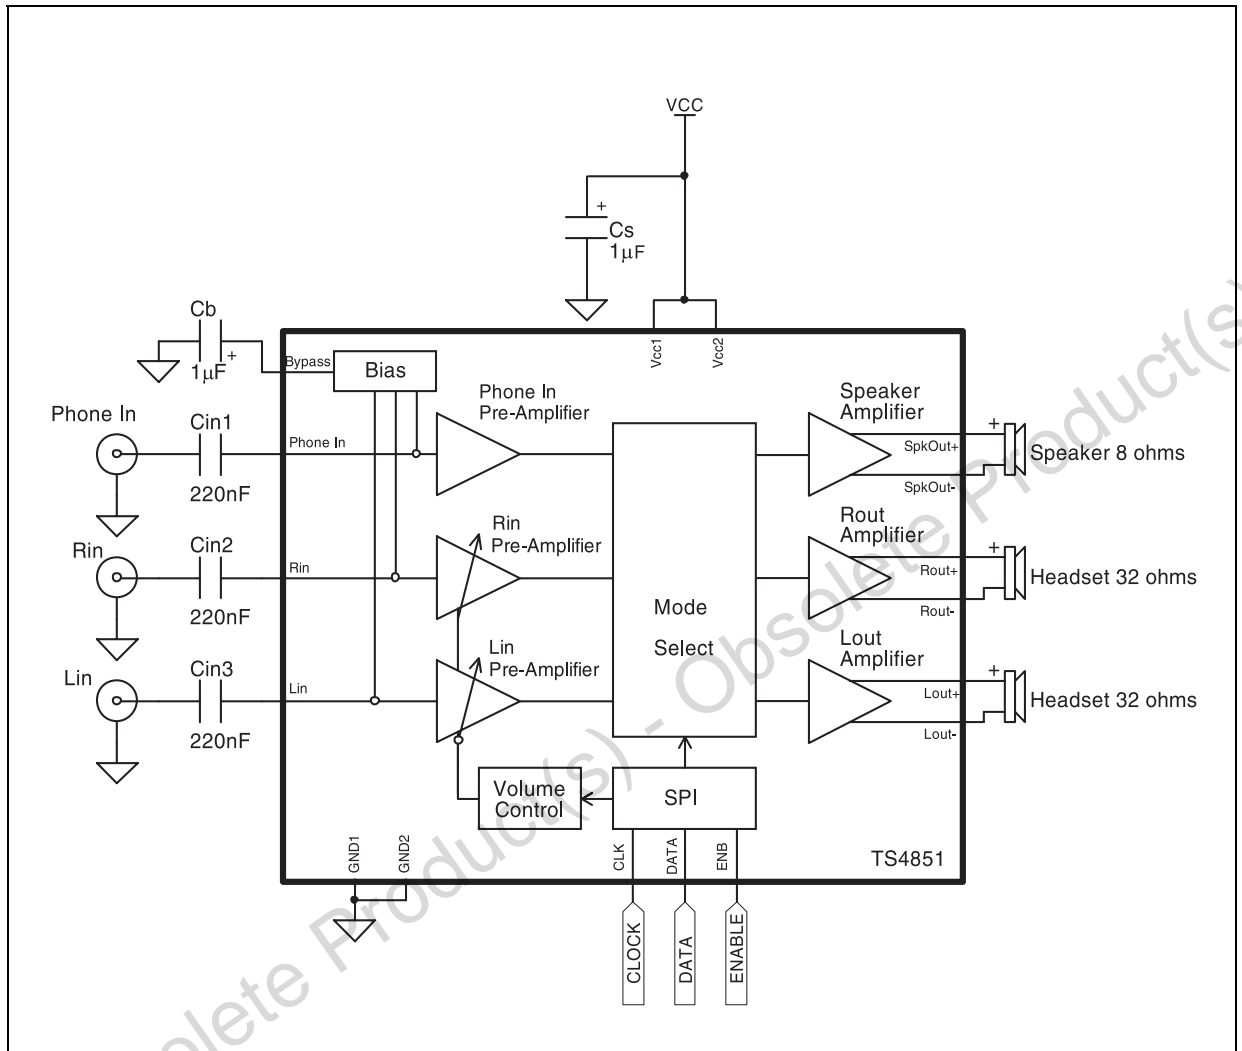 VCC
+
Cs
1µF
Cb
+
1µF
Vcc1
Vcc2
Bypass
Bias
Phone In
Cin1
220nF
Phone In
Phone In
Pre-Amplifier
Speaker
Amplifier
SpkOut+
SpkOut-
+
Speaker 8 ohms
Rin
Cin2
220nF
Rin
Rin
Pre-Amplifier
Mode
Select
Rout
Amplifier
Rout+
Rout-
+
Headset 32 ohms
Lin
Cin3
220nF
Lin
Lin
Pre-Amplifier
Lout
Amplifier
Lout+
Lout-
+
Headset 32 ohms
Volume
Control
SPI
GND1
GND2
CLK
DATA
ENB
TS4851
CLOCK
DATA
ENABLE
olete Product(s) - Obsolete Product(s)